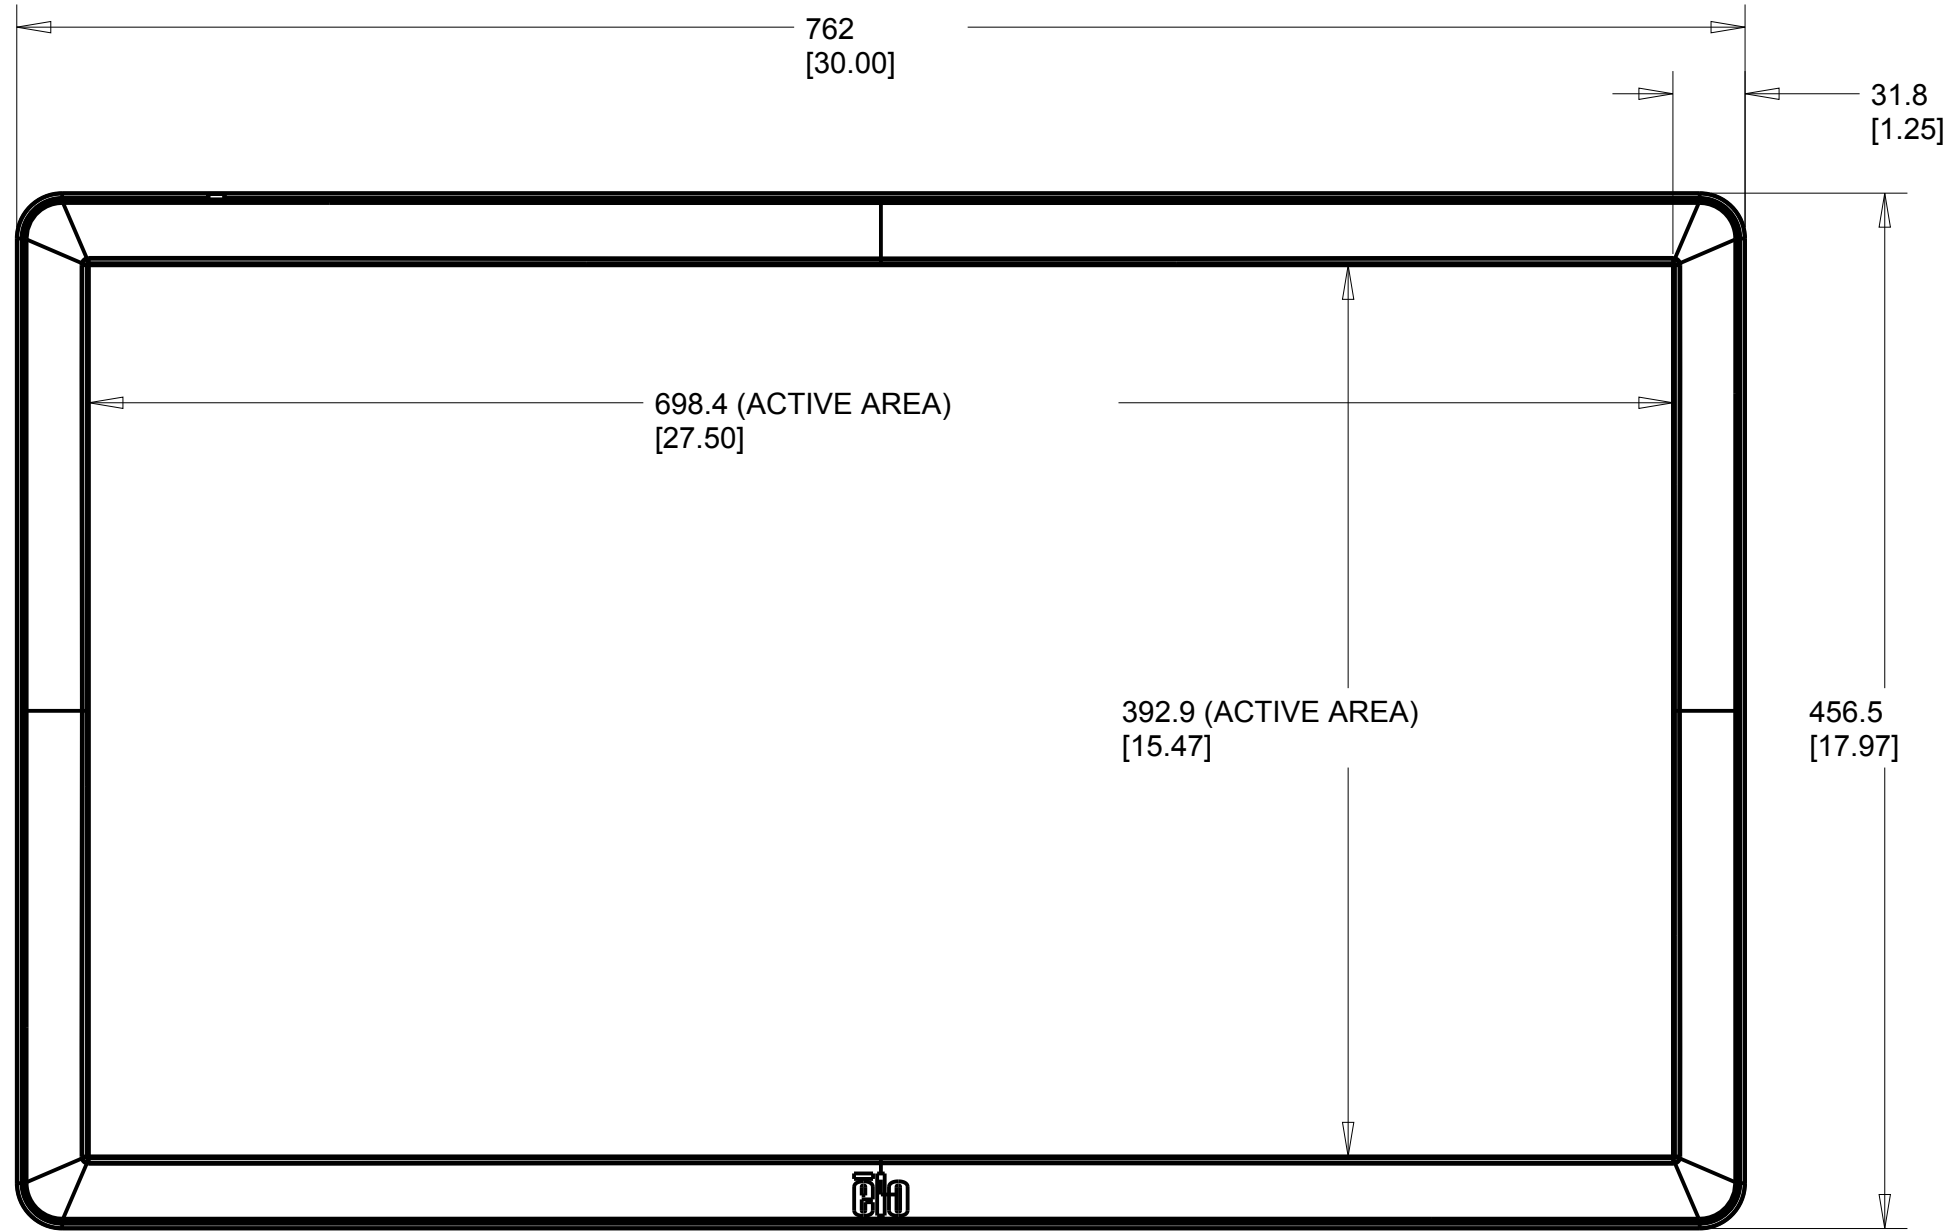 762
[30.00]
31.8
[1.25]
698.4 (ACTIVE AREA)
[27.50]
392.9 (ACTIVE AREA)
[15.47]
456.5
[17.97]
ēlo